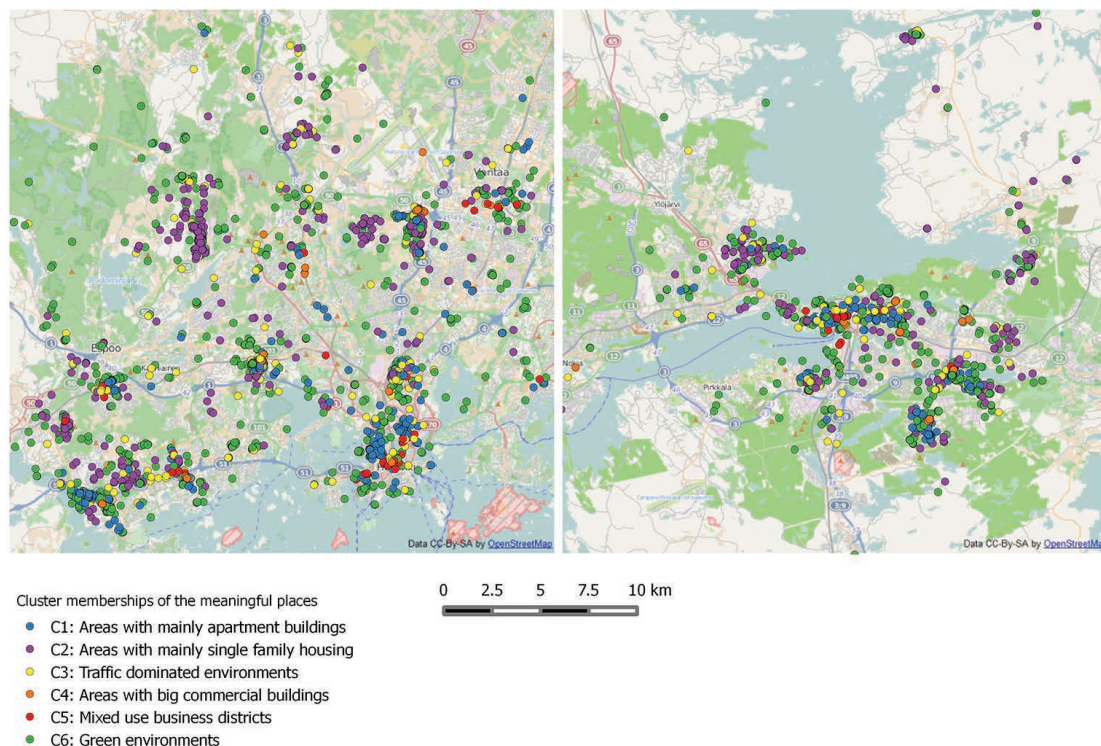 Vantaa
Espoo
Ylöjärvi
Pirkkala
Data CC-By-SA by OpenStreetMap
Data CC-By-SA by OpenStreetMap
0 2.5 5 7.5 10 km
Cluster memberships of the meaningful places
C1: Areas with mainly apartment buildings
C2: Areas with mainly single family housing
C3: Traffic dominated environments
C4: Areas with big commercial buildings
C5: Mixed use business districts
C6: Green environments